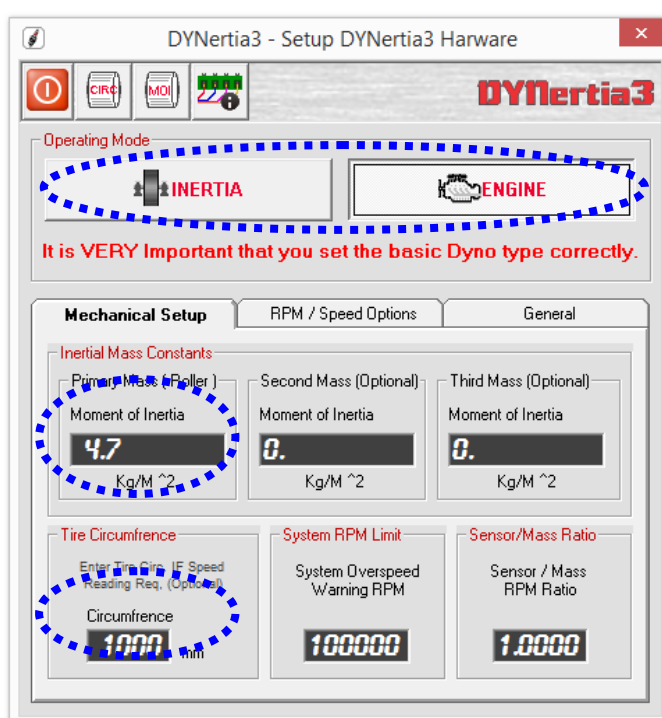 DYNertia3 - Setup DYNertia3 Harware
CIRC
MOI
DYNertia3
Operating Mode
INERTIA
ENGINE
It is VERY Important that you set the basic Dyno type correctly.
Mechanical Setup
RPM / Speed Options
General
Inertial Mass Constants
Primary Mass ( Roller )
Second Mass (Optional)
Third Mass (Optional)
Moment of Inertia
Moment of Inertia
Moment of Inertia
4.7
0.
0.
Kg/M ^2
Kg/M ^2
Kg/M ^2
Tire Circumfrence
System RPM Limit
Sensor/Mass Ratio
Enter Tire Circ. IF Speed
Reading Req, (Optional)
System Overspeed
Warning RPM
Sensor / Mass
RPM Ratio
Circumfrence
1000 mm
100000
1.0000